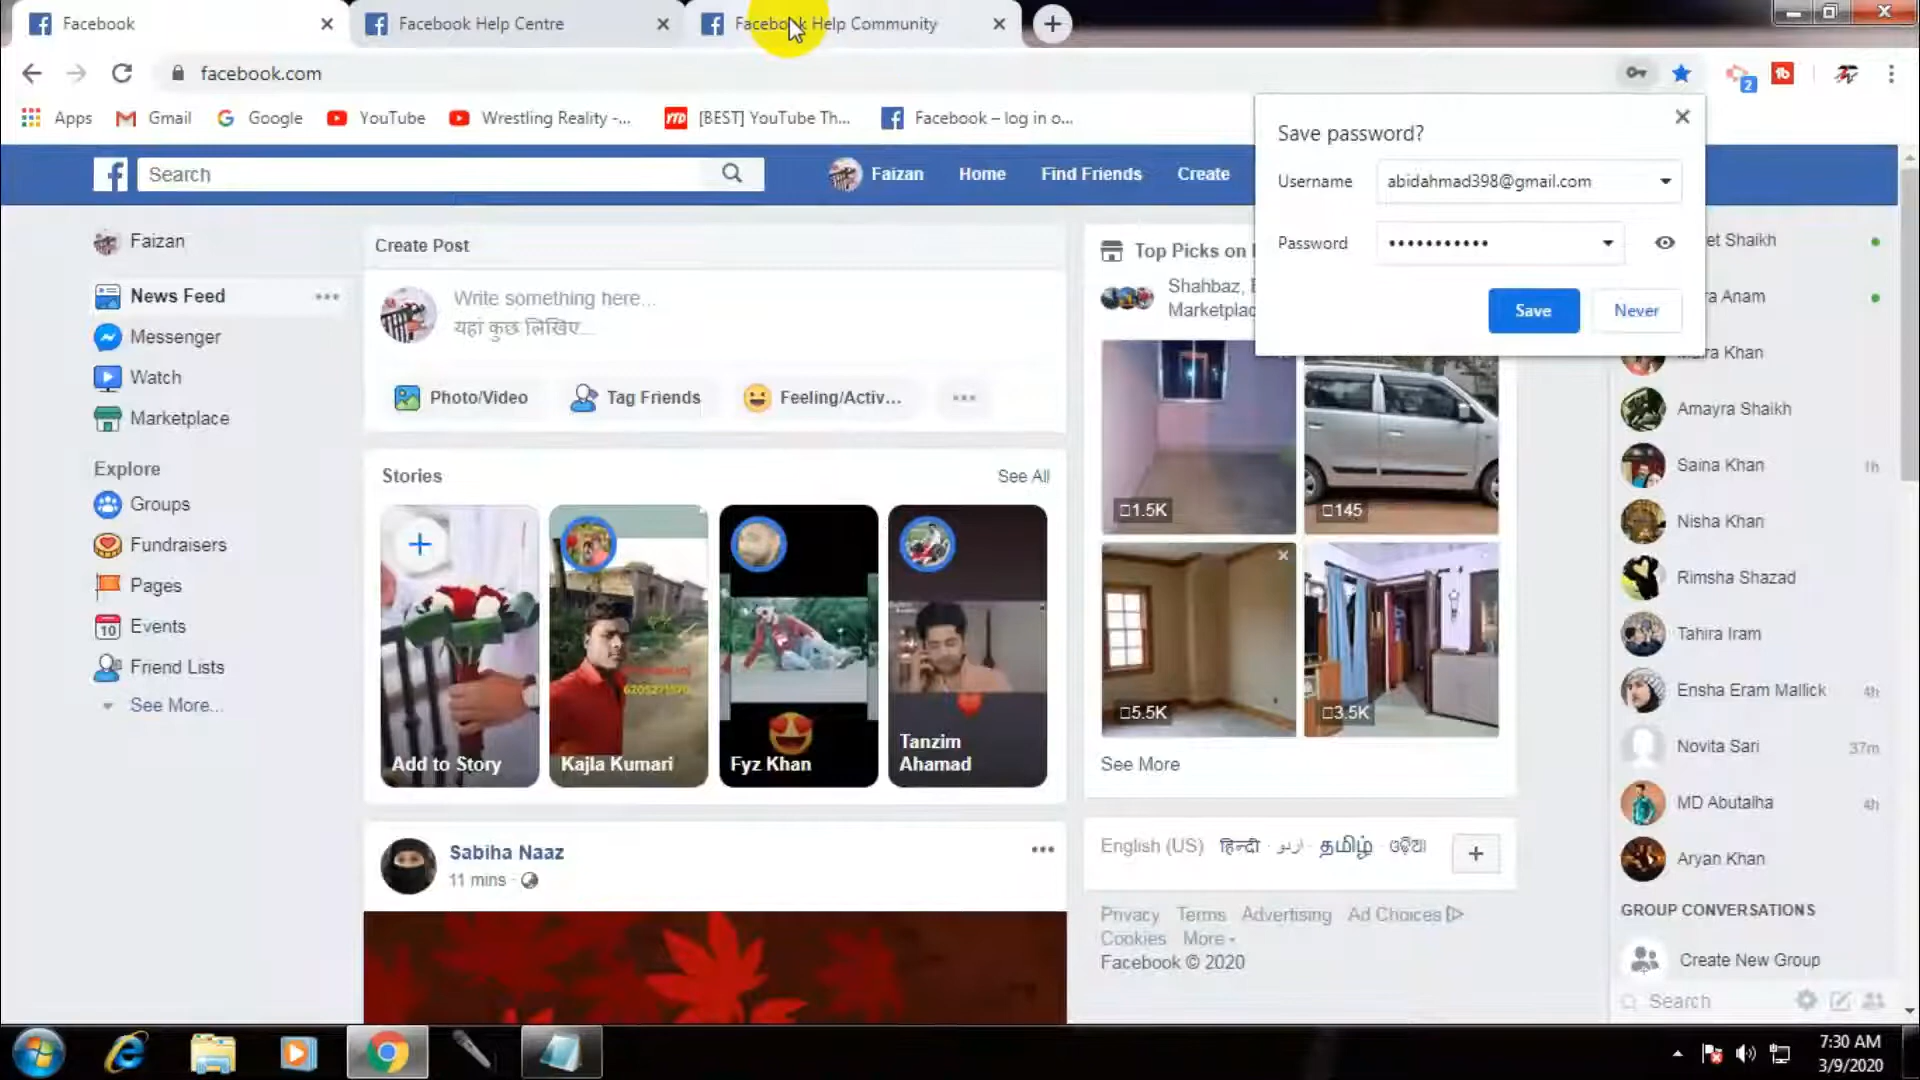 Facebook
Facebook Help Centre
Facebook Help Community
facebook.com
2
Apps
Gmail
Google
YouTube
Wrestling Reality -...
YTD
[BEST] YouTube Th...
Facebook – log in o...
Search
Faizan
Home
Find Friends
Create
Save password?
Username
abidahmad398@gmail.com
Password
•••••••••••
Save
Never
Faizan
News Feed
Messenger
Watch
Marketplace
Explore
Groups
Fundraisers
Pages
10
Events
Friend Lists
See More...
Create Post
Write something here...
यहां कुछ लिखिए...
Photo/Video
Tag Friends
Feeling/Activ...
Stories
See All
Add to Story
Kajla Kumari
6205271570
Fyz Khan
Tanzim
Ahamad
Sabiha Naaz
11 mins ·
Top Picks on
Shahbaz,
Marketplac
1.5K
145
5.5K
3.5K
See More
English (US) · हिन्दी · اردو · தமிழ் · ଓଡ଼ିଆ
Privacy · Terms · Advertising · Ad Choices
Cookies · More
Facebook © 2020
et Shaikh
ra Anam
ra Khan
Amayra Shaikh
Saina Khan
1h
Nisha Khan
Rimsha Shazad
Tahira Iram
Ensha Eram Mallick
4h
Novita Sari
37m
MD Abutalha
4h
Aryan Khan
GROUP CONVERSATIONS
Create New Group
Search
7:30 AM
3/9/2020